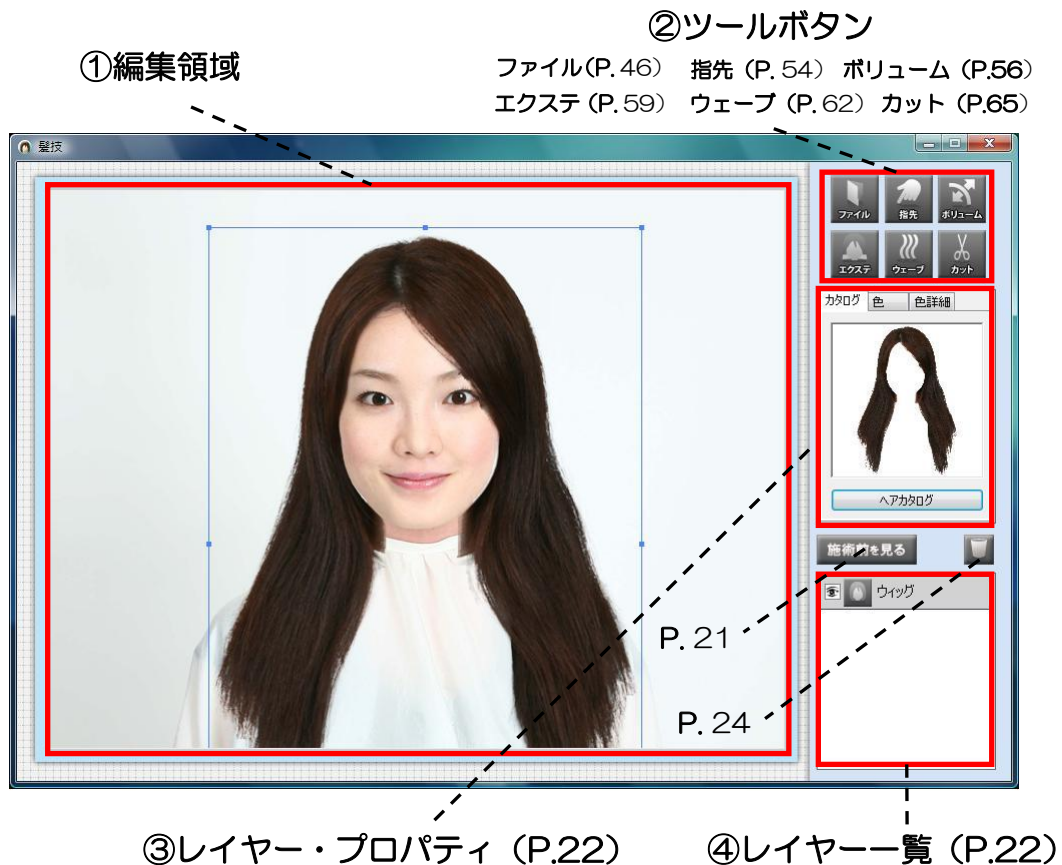 ②ツールボタン
①編集領域
ファイル(P. 46) 指先 (P. 54) ボリューム (P.56)
エクステ (P. 59) ウェーブ (P. 62) カット (P.65)
髪技
ファイル 指先 ボリューム
エクステ ウェーブ カット
カタログ 色 色詳細
ヘアカタログ
施術前を見る
ウィッグ
P. 21
P. 24
③レイヤー・プロパティ (P.22)
④レイヤー一覧 (P.22)